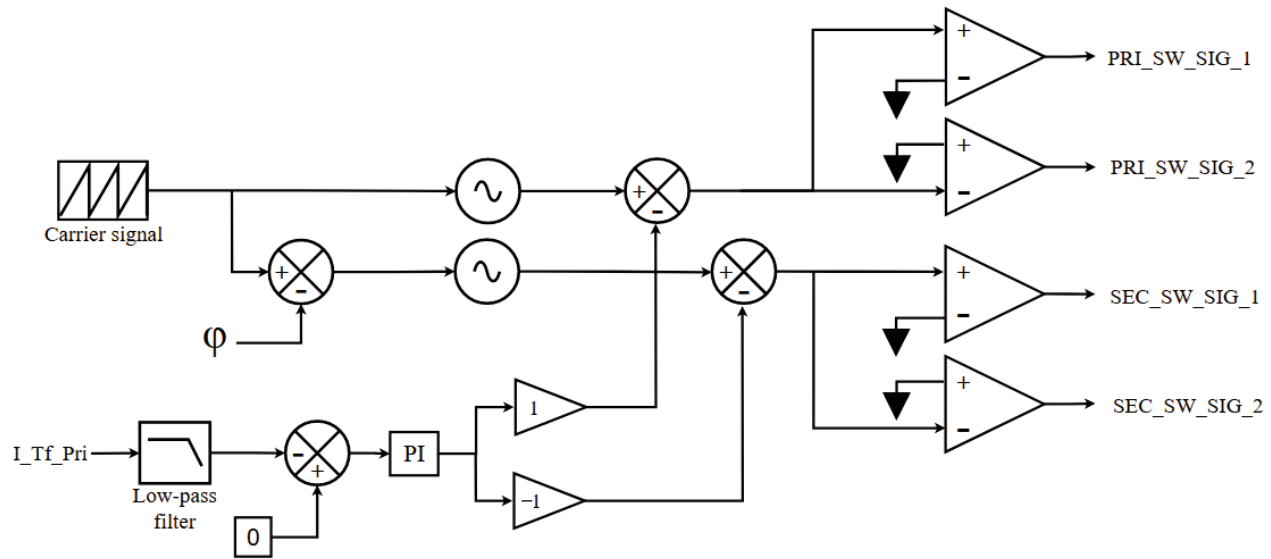 +
PRI_SW_SIG_1
-
+
PRI_SW_SIG_2
-
Carrier signal
+
-
+
-
φ
+
-
+
SEC_SW_SIG_1
-
+
SEC_SW_SIG_2
-
I_Tf_Pri
Low-pass
filter
-
+
0
PI
1
−1